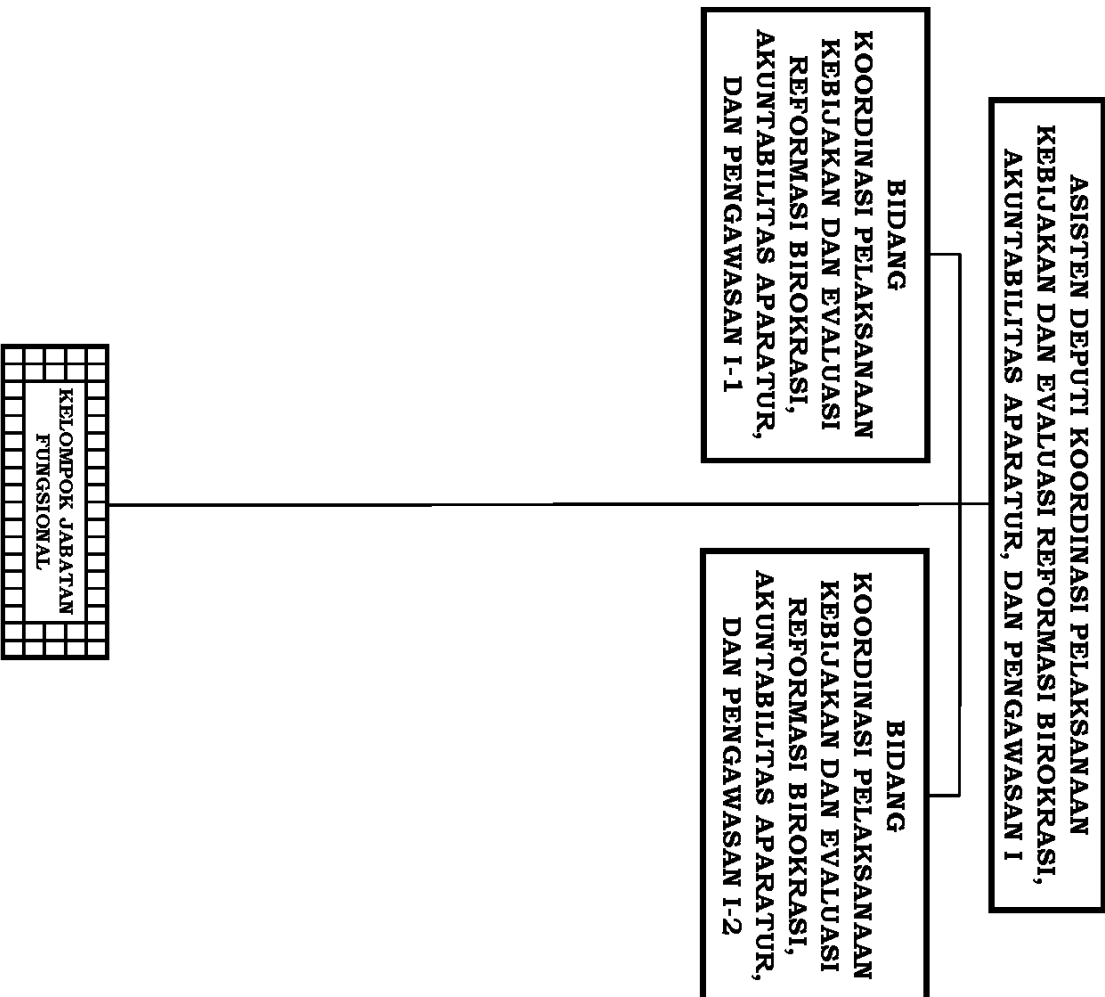 ASISTEN DEPUTI KOORDINASI PELAKSANAAN
KEBIJAKAN DAN EVALUASI REFORMASI BIROKRASI,
AKUNTABILITAS APARATUR, DAN PENGAWASAN I
BIDANG
KOORDINASI PELAKSANAAN
KEBIJAKAN DAN EVALUASI
REFORMASI BIROKRASI,
AKUNTABILITAS APARATUR,
DAN PENGAWASAN I-1
BIDANG
KOORDINASI PELAKSANAAN
KEBIJAKAN DAN EVALUASI
REFORMASI BIROKRASI,
AKUNTABILITAS APARATUR,
DAN PENGAWASAN I-2
KELOMPOK JABATAN
FUNGSIONAL